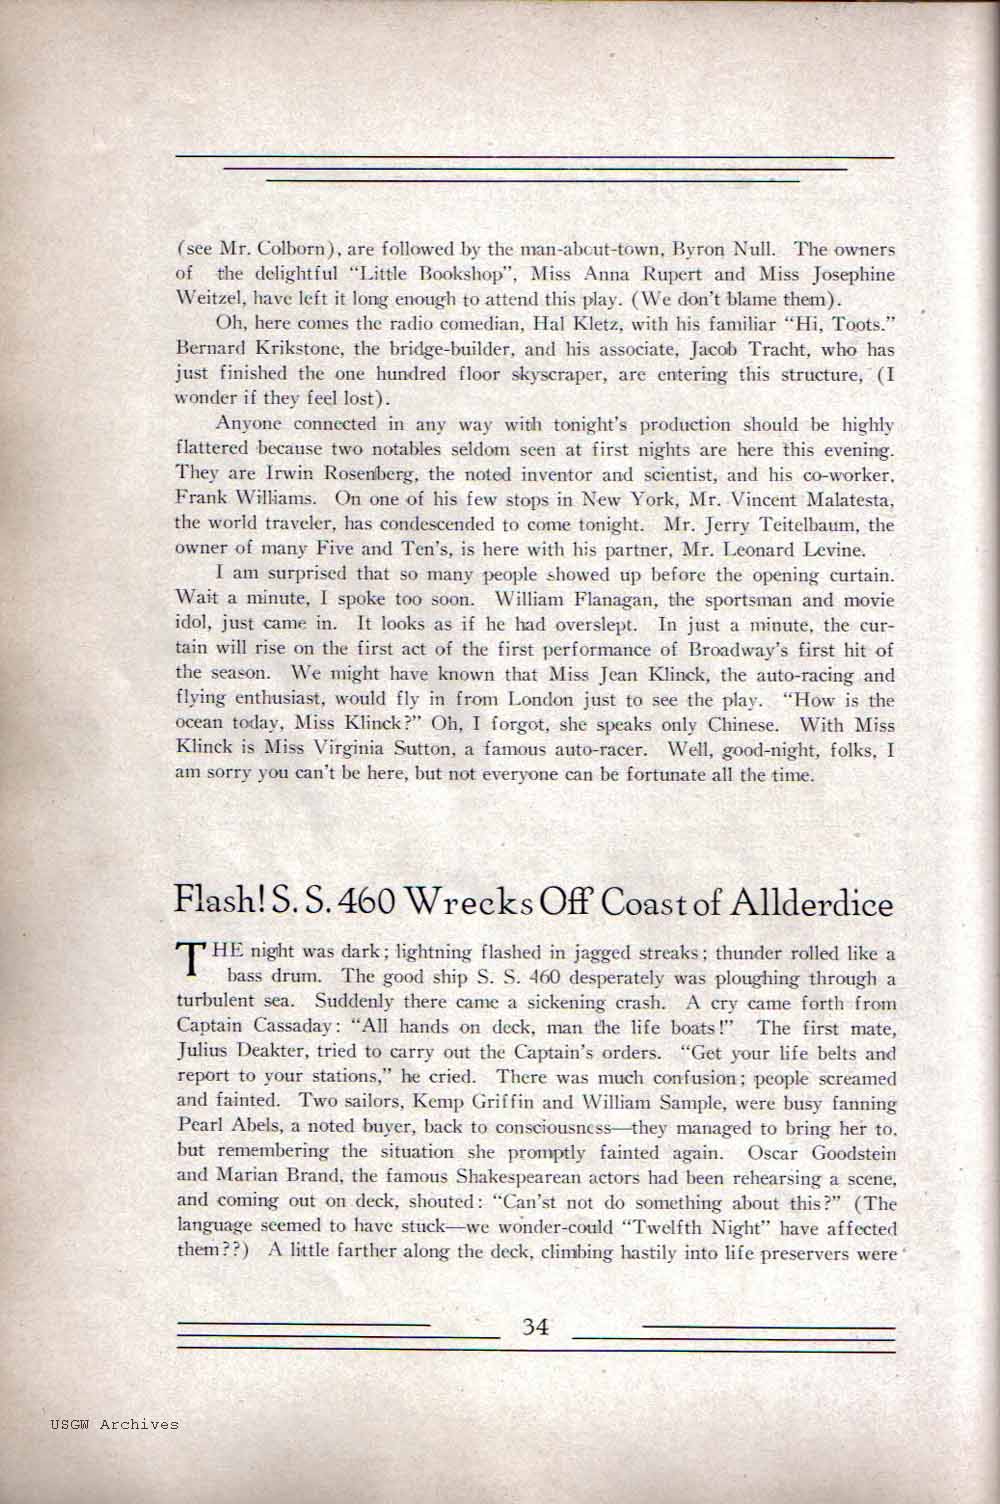 (see Mr. Colborn), are followed by the man-about-town, Byron Null. The owners
of the delightful "Little Bookshop", Miss Anna Rupert and Miss Josephine
Weitzel, have left it long enough to attend this play. (We don't blame them).
Oh, here comes the radio comedian, Hal Kletz, with his familiar "Hi, Toots."
Bernard Krikstone, the bridge-builder, and his associate, Jacob Tracht, who has
just finished the one hundred floor skyscraper, are entering this structure, (I
wonder if they feel lost).
Anyone connected in any way with tonight's production should be highly
flattered because two notables seldom seen at first nights are here this evening.
They are Irwin Rosenberg, the noted inventor and scientist, and his co-worker,
Frank Williams. On one of his few stops in New York, Mr. Vincent Malatesta,
the world traveler, has condescended to come tonight. Mr. Jerry Teitelbaum, the
owner of many Five and Ten's, is here with his partner, Mr. Leonard Levine.
I am surprised that so many people showed up before the opening curtain.
Wait a minute, I spoke too soon. William Flanagan, the sportsman and movie
idol, just came in. It looks as if he had overslept. In just a minute, the cur-
tain will rise on the first act of the first performance of Broadway's first hit of
the season. We might have known that Miss Jean Klinck, the auto-racing and
flying enthusiast, would fly in from London just to see the play. "How is the
ocean today, Miss Klinck?" Oh, I forgot, she speaks only Chinese. With Miss
Klinck is Miss Virginia Sutton, a famous auto-racer. Well, good-night, folks, I
am sorry you can't be here, but not everyone can be fortunate all the time.
Flash! S. S. 460 Wrecks Off Coast of Allderdice
THE night was dark; lightning flashed in jagged streaks; thunder rolled like a
bass drum. The good ship S. S. 460 desperately was ploughing through a
turbulent sea. Suddenly there came a sickening crash. A cry came forth from
Captain Cassaday: "All hands on deck, man the life boats!" The first mate,
Julius Deakter, tried to carry out the Captain's orders. "Get your life belts and
report to your stations," he cried. There was much confusion; people screamed
and fainted. Two sailors, Kemp Griffin and William Sample, were busy fanning
Pearl Abels, a noted buyer, back to consciousness—they managed to bring her to,
but remembering the situation she promptly fainted again. Oscar Goodstein
and Marian Brand, the famous Shakespearean actors had been rehearsing a scene,
and coming out on deck, shouted: "Can'st not do something about this?" (The
language seemed to have stuck—we wonder-could "Twelfth Night" have affected
them??) A little farther along the deck, climbing hastily into life preservers were
34
USGW Archives